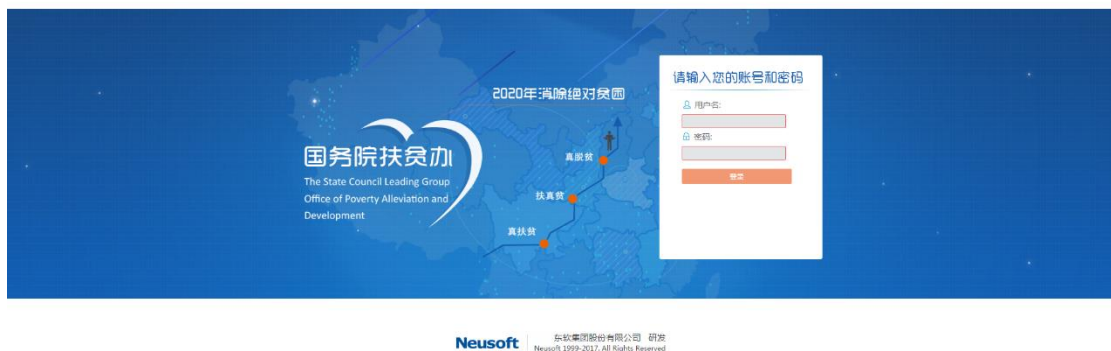 请输入您的账号和密码
2020年消除绝对贫困
用户名:
密码:
国务院扶贫办
真脱贫
登录
The State Council Leading Group
Office of Poverty Alleviation and
Development
扶真贫
真扶贫
Neusoft
东软集团股份有限公司 研发
Neusoft 1999-2017. All Rights Reserved